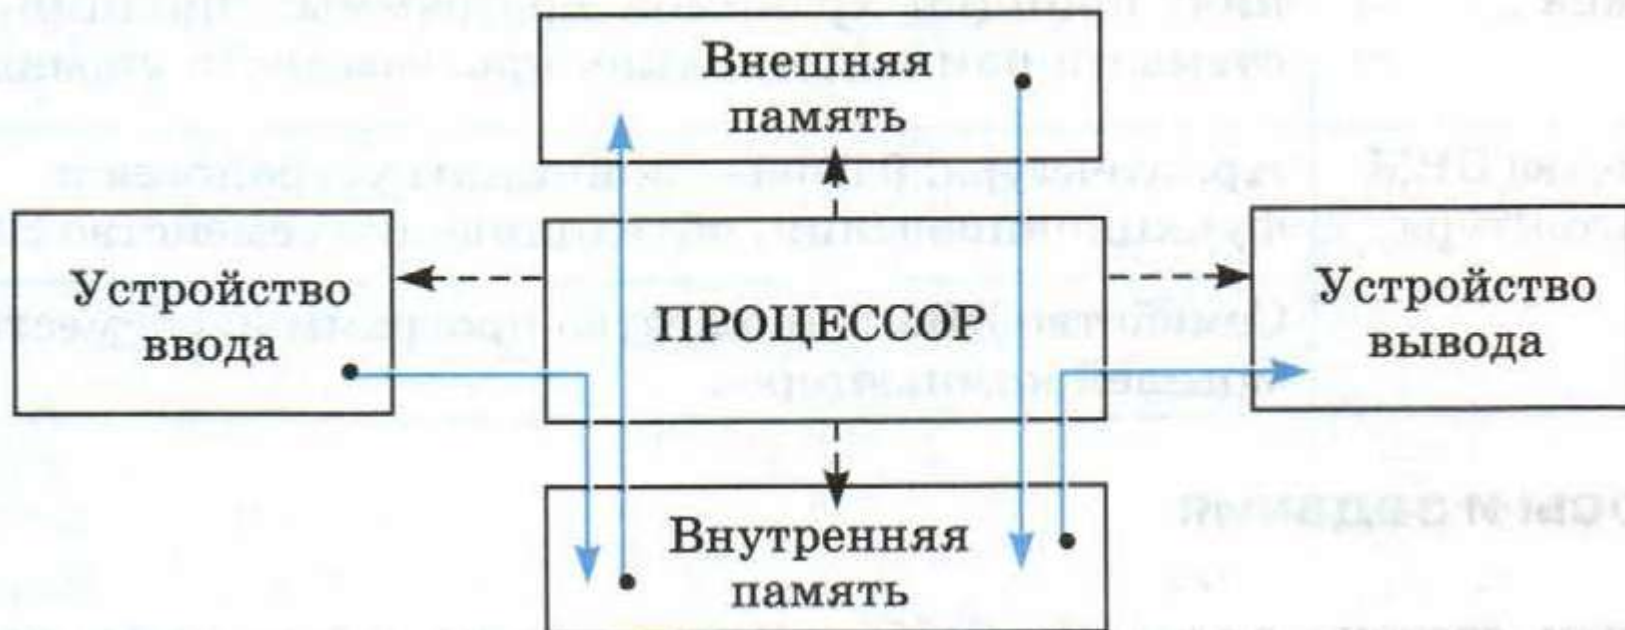 Внешняя
память
Устройство
ввода
ПРОЦЕССОР
Устройство
вывода
Внутренняя
память